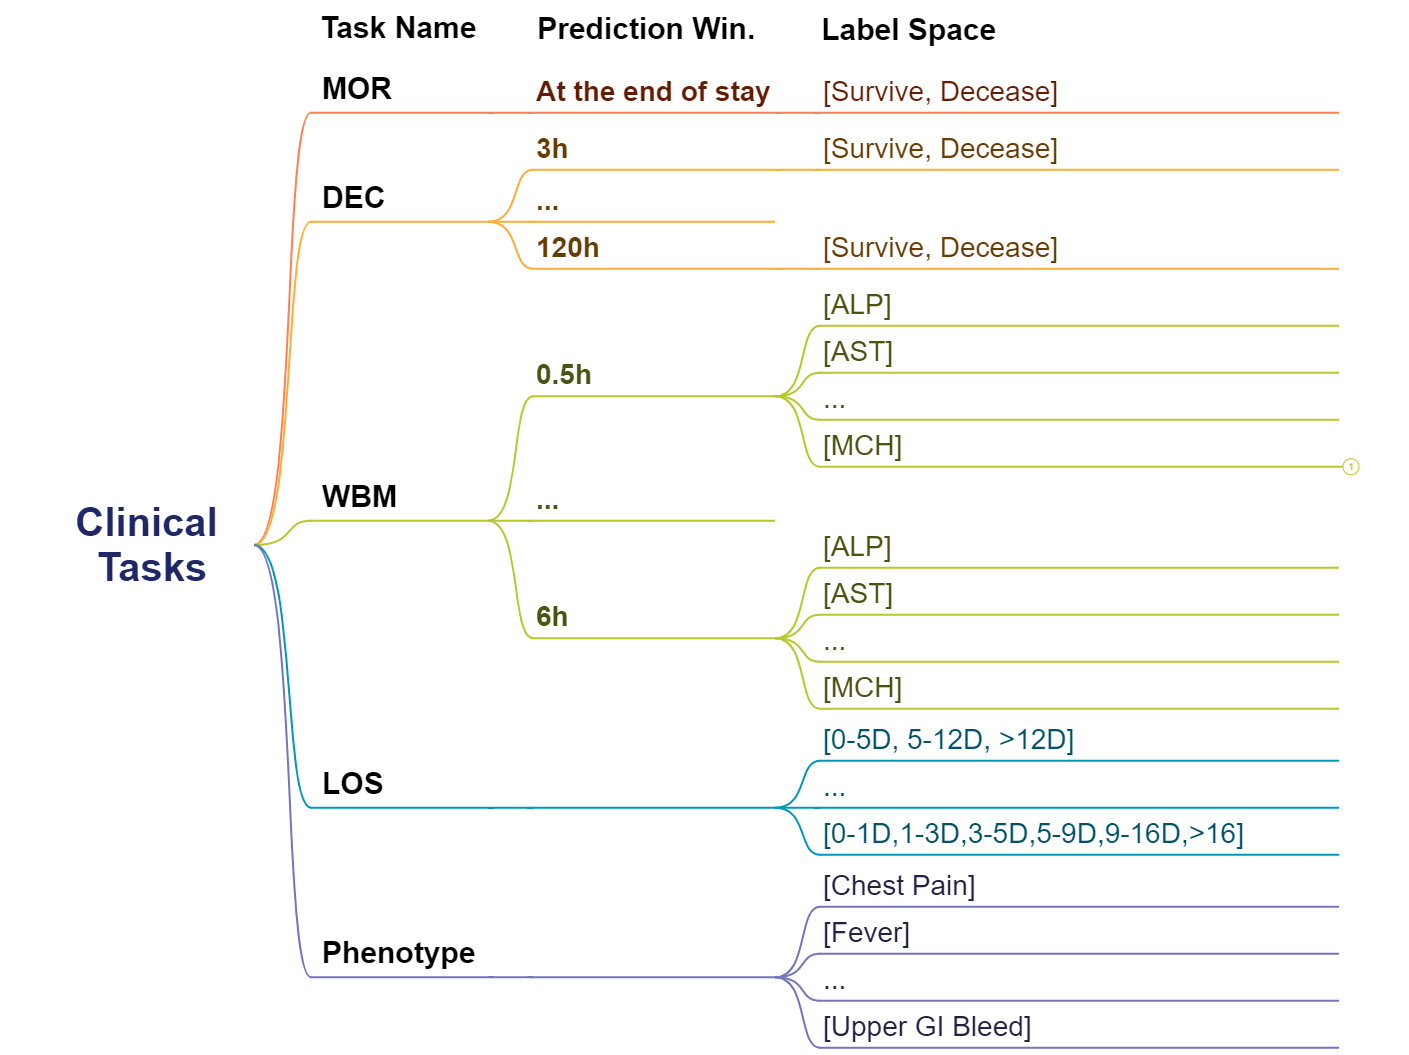 Task Name Prediction Win. Label Space
MOR At the end of stay [Survive, Decease]
3h [Survive, Decease]
DEC
...
120h [Survive, Decease]
[ALP]
[AST]
0.5h
...
[MCH]
1
WBM
...
[ALP]
[AST]
6h
...
[MCH]
Clinical
Tasks
[0-5D, 5-12D, >12D]
LOS
...
[0-1D,1-3D,3-5D,5-9D,9-16D,>16]
[Chest Pain]
[Fever]
Phenotype
...
[Upper GI Bleed]